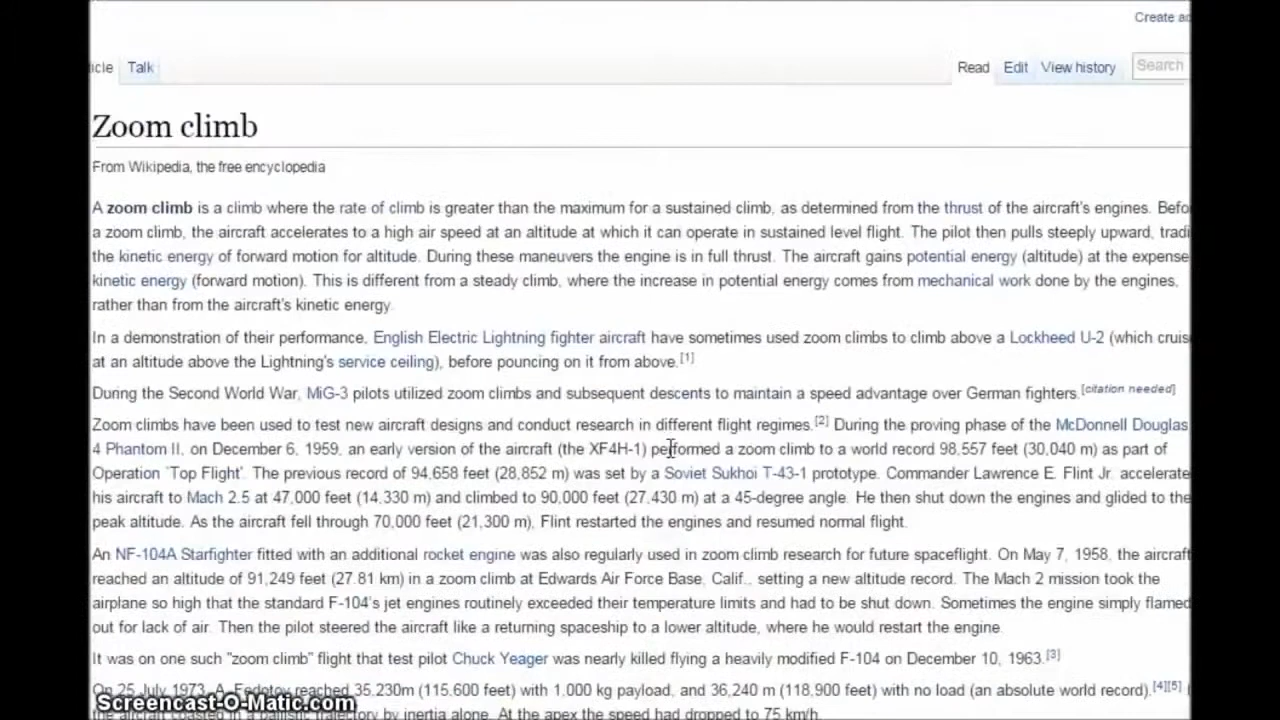 Create ac
icle Talk Read Edit View history Search
Zoom climb
From Wikipedia, the free encyclopedia
A zoom climb is a climb where the rate of climb is greater than the maximum for a sustained climb, as determined from the thrust of the aircraft's engines. Befo
a zoom climb, the aircraft accelerates to a high air speed at an altitude at which it can operate in sustained level flight. The pilot then pulls steeply upward, tradi
the kinetic energy of forward motion for altitude. During these maneuvers the engine is in full thrust. The aircraft gains potential energy (altitude) at the expense
kinetic energy (forward motion). This is different from a steady climb, where the increase in potential energy comes from mechanical work done by the engines,
rather than from the aircraft's kinetic energy.
In a demonstration of their performance, English Electric Lightning fighter aircraft have sometimes used zoom climbs to climb above a Lockheed U-2 (which cruis
at an altitude above the Lightning's service ceiling), before pouncing on it from above.[1]
During the Second World War, MiG-3 pilots utilized zoom climbs and subsequent descents to maintain a speed advantage over German fighters.[citation needed]
Zoom climbs have been used to test new aircraft designs and conduct research in different flight regimes.[2] During the proving phase of the McDonnell Douglas
4 Phantom II, on December 6, 1959, an early version of the aircraft (the XF4H-1) performed a zoom climb to a world record 98,557 feet (30,040 m) as part of
Operation 'Top Flight'. The previous record of 94,658 feet (28,852 m) was set by a Soviet Sukhoi T-43-1 prototype. Commander Lawrence E. Flint Jr. accelerate
his aircraft to Mach 2.5 at 47,000 feet (14,330 m) and climbed to 90,000 feet (27,430 m) at a 45-degree angle. He then shut down the engines and glided to the
peak altitude. As the aircraft fell through 70,000 feet (21,300 m), Flint restarted the engines and resumed normal flight.
An NF-104A Starfighter fitted with an additional rocket engine was also regularly used in zoom climb research for future spaceflight. On May 7, 1958, the aircraft
reached an altitude of 91,249 feet (27.81 km) in a zoom climb at Edwards Air Force Base, Calif., setting a new altitude record. The Mach 2 mission took the
airplane so high that the standard F-104's jet engines routinely exceeded their temperature limits and had to be shut down. Sometimes the engine simply flamed
out for lack of air. Then the pilot steered the aircraft like a returning spaceship to a lower altitude, where he would restart the engine.
It was on one such "zoom climb" flight that test pilot Chuck Yeager was nearly killed flying a heavily modified F-104 on December 10, 1963.[3]
On 25 July 1973, A. Fedotov reached 35,230m (115,600 feet) with 1,000 kg payload, and 36,240 m (118,900 feet) with no load (an absolute world record).[4][5]
Screencast-O-Matic.com
the aircraft coasted in a ballistic trajectory by inertia alone. At the apex the speed had dropped to 75 km/h.